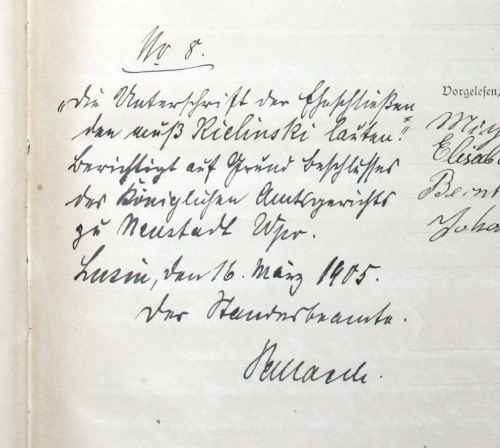 No 8.
„Die Unterschrift der Eheschließen
den muß Kielinski lauten."
Vorgelesen,
Berichtigt auf Grund Beschlusses
des Königlichen Amtsgerichts
zu Neustadt Wpr.
Lusin, den 16. März 1905.
Der Standesbeamte.
Elisab
Bern
Joha